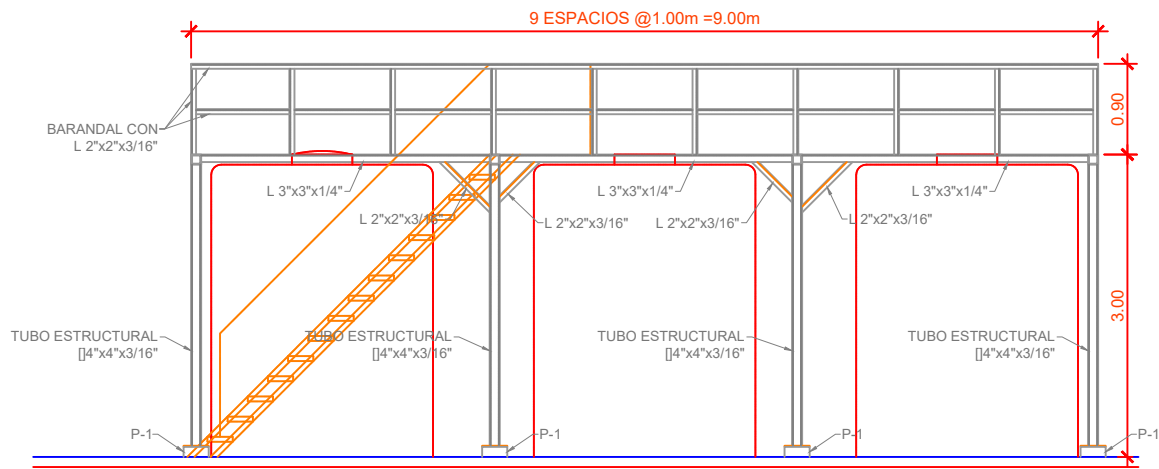 9 ESPACIOS @1.00m =9.00m
0.90
BARANDAL CON
L 2"x2"x3/16"
L 3"x3"x1/4"
L 3"x3"x1/4"
L 3"x3"x1/4"
L 2"x2"x3/16"
L 2"x2"x3/16"
L 2"x2"x3/16"
L 2"x2"x3/16"
3.00
TUBO ESTRUCTURAL
[]4"x4"x3/16"
TUBO ESTRUCTURAL
[]4"x4"x3/16"
TUBO ESTRUCTURAL
[]4"x4"x3/16"
TUBO ESTRUCTURAL
[]4"x4"x3/16"
P-1
P-1
P-1
P-1